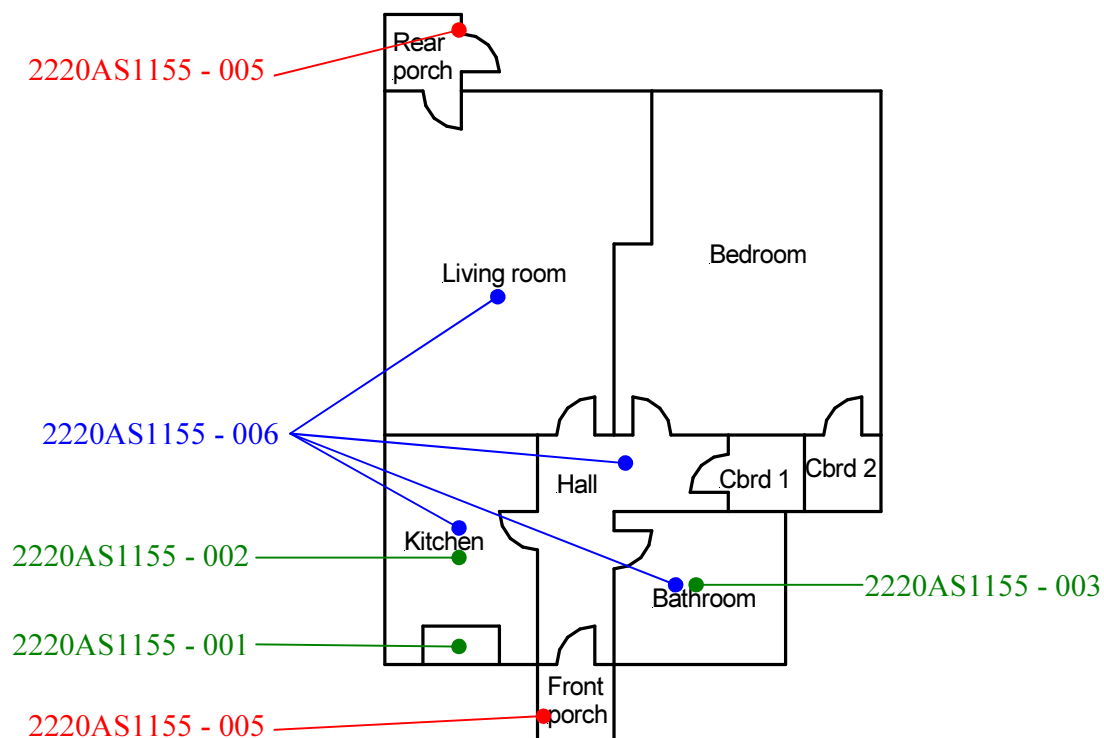 Rear
porch
2220AS1155 - 005
Bedroom
Living room
2220AS1155 - 006
Cbrd 2
Cbrd 1
Hall
Kitchen
2220AS1155 - 002
2220AS1155 - 003
Bathroom
2220AS1155 - 001
Front
porch
2220AS1155 - 005